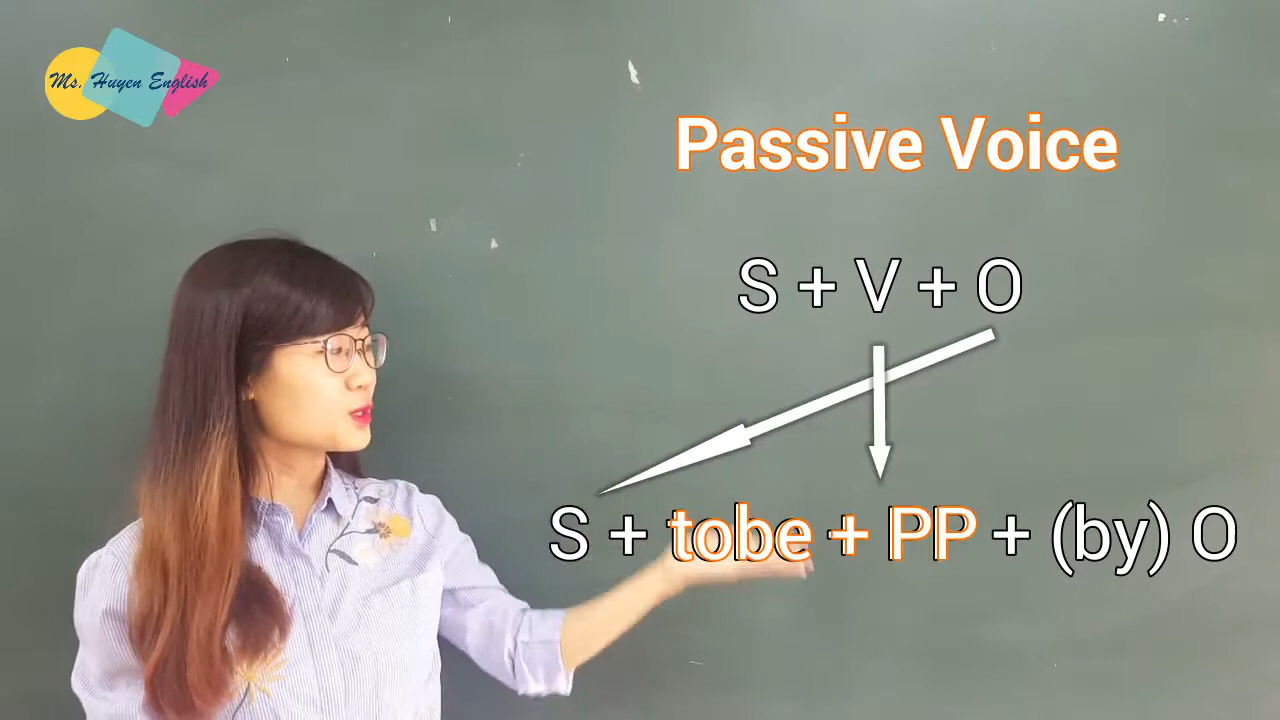 Ms. Huyen English
Passive Voice
S + V + O
S + tobe + PP + (by) O